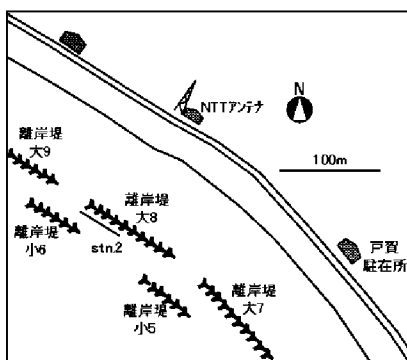 N
NTTアンテナ
100m
離岸堤
大9
離岸堤
大8
戸賀
駐在所
stn.2
離岸堤
小6
離岸堤
大7
離岸堤
小5